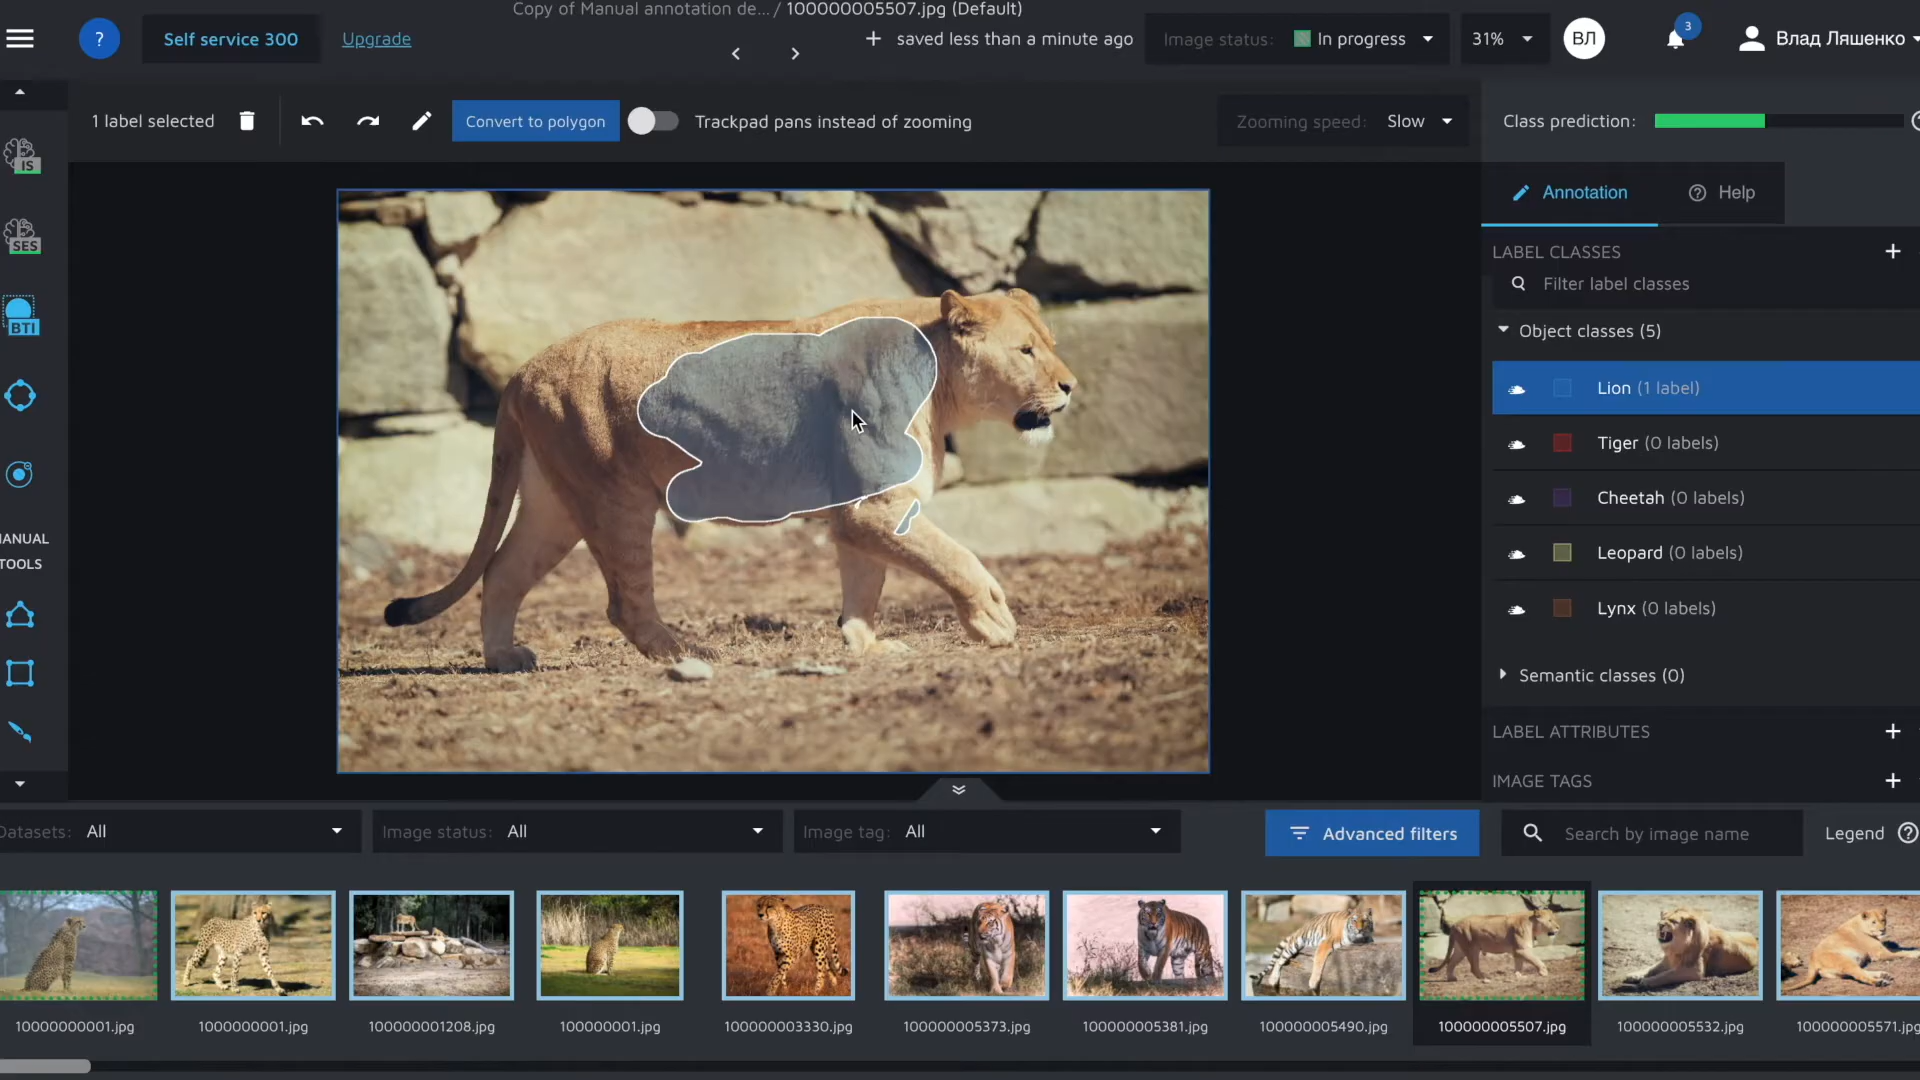 Copy of Manual annotation de... / 100000005507.jpg (Default)
?
Self service 300
Upgrade
saved less than a minute ago
Image status: In progress
31%
ВЛ
3
Влад Ляшенко
1 label selected
Convert to polygon
Trackpad pans instead of zooming
Zooming speed: Slow
Class prediction:
IS
SES
BTI
MANUAL
TOOLS
Annotation
Help
LABEL CLASSES
Filter label classes
Object classes (5)
Lion (1 label)
Tiger (0 labels)
Cheetah (0 labels)
Leopard (0 labels)
Lynx (0 labels)
Semantic classes (0)
LABEL ATTRIBUTES
IMAGE TAGS
Datasets: All
Image status: All
Image tag: All
Advanced filters
Search by image name
Legend ?
10000000001.jpg
100000001.jpg
100000001208.jpg
100000001.jpg
100000003330.jpg
100000005373.jpg
100000005381.jpg
100000005490.jpg
100000005507.jpg
100000005532.jpg
100000005571.jpg